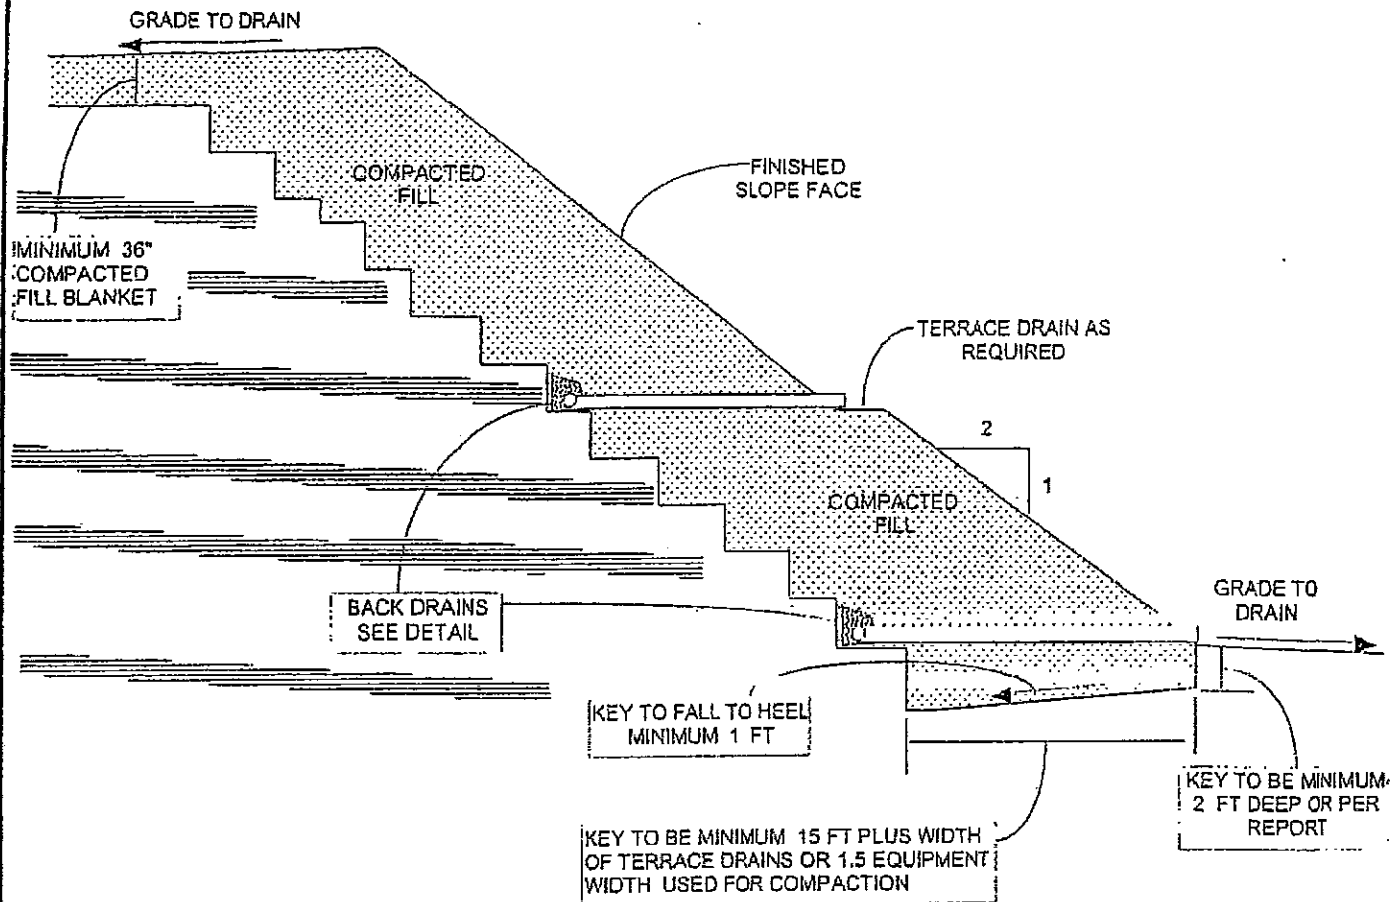 GRADE TO DRAIN
COMPACTED
FILL
FINISHED
SLOPE FACE
MINIMUM 36"
COMPACTED
FILL BLANKET
TERRACE DRAIN AS
REQUIRED
2
1
COMPACTED
FILL
BACK DRAINS
SEE DETAIL
GRADE TO
DRAIN
KEY TO FALL TO HEEL
MINIMUM 1 FT
KEY TO BE MINIMUM
2 FT DEEP OR PER
REPORT
KEY TO BE MINIMUM 15 FT PLUS WIDTH
OF TERRACE DRAINS OR 1.5 EQUIPMENT
WIDTH USED FOR COMPACTION